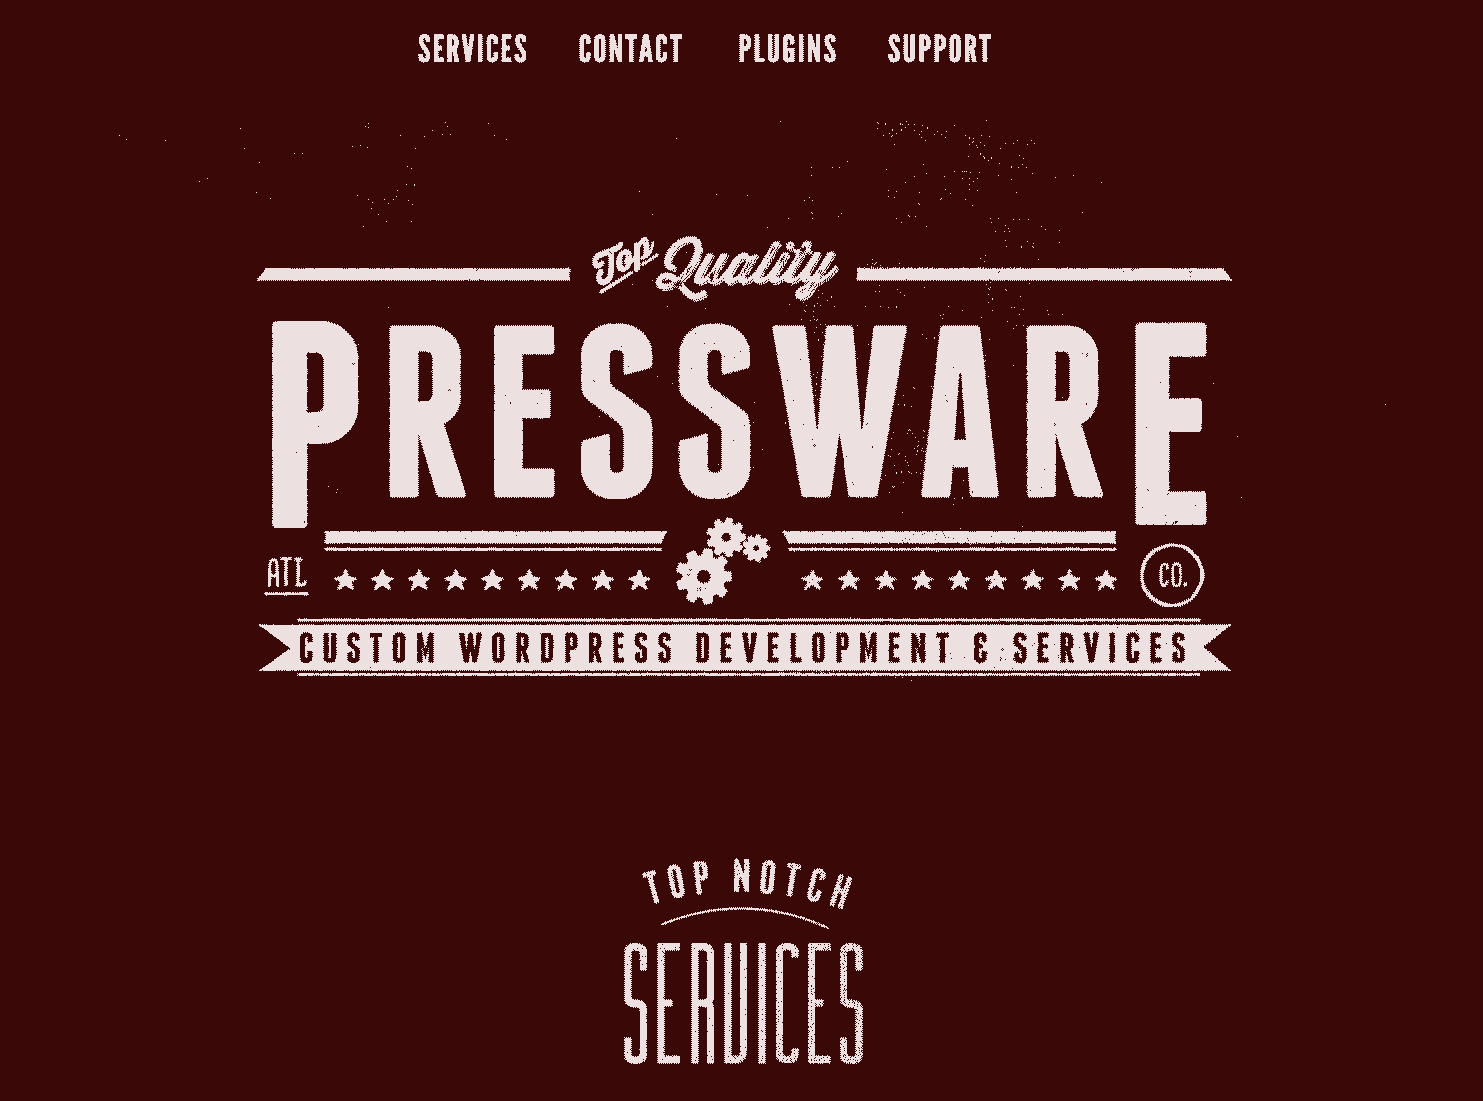 SERVICES CONTACT PLUGINS SUPPORT
Top Quality
PRESSWARE
ATL CO.
CUSTOM WORDPRESS DEVELOPMENT & SERVICES
TOP NOTCH
SERVICES